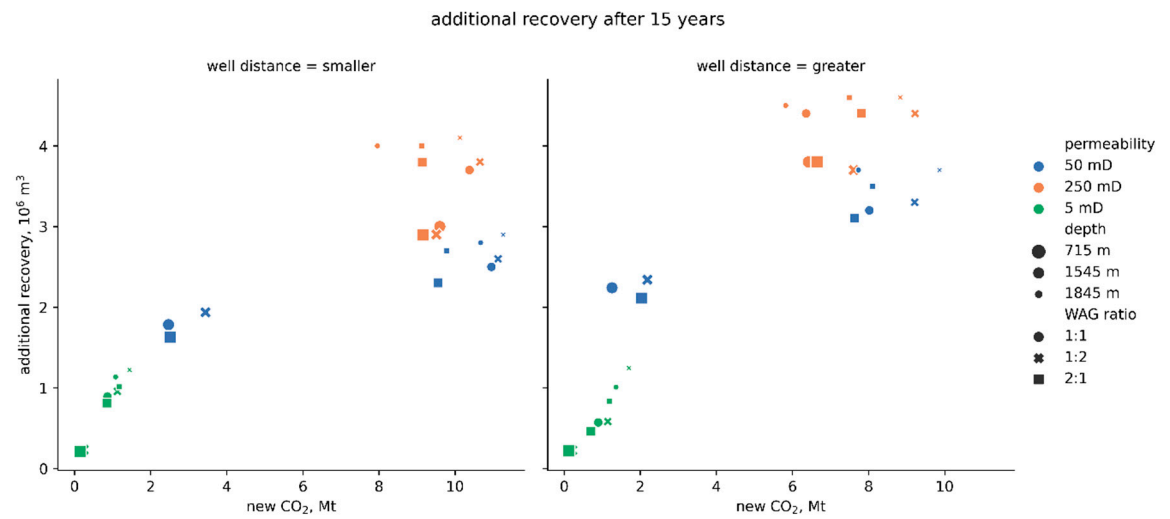 additional recovery after 15 years
well distance = smaller
well distance = greater
additional recovery, 10⁶ m³
4
3
2
1
0
0 2 4 6 8 10
new CO₂, Mt
0 2 4 6 8 10
new CO₂, Mt
permeability
50 mD
250 mD
5 mD
depth
715 m
1545 m
1845 m
WAG ratio
1:1
1:2
2:1